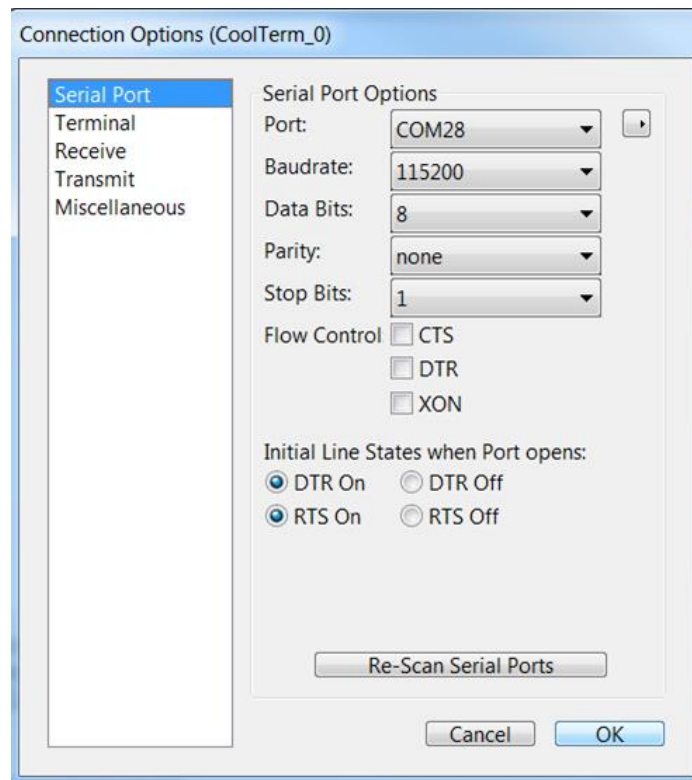 Connection Options (CoolTerm_0)
Serial Port
Terminal
Receive
Transmit
Miscellaneous
Serial Port Options
Port: COM28
Baudrate: 115200
Data Bits: 8
Parity: none
Stop Bits: 1
Flow Control CTS
DTR
XON
Initial Line States when Port opens:
DTR On DTR Off
RTS On RTS Off
Re-Scan Serial Ports
Cancel OK